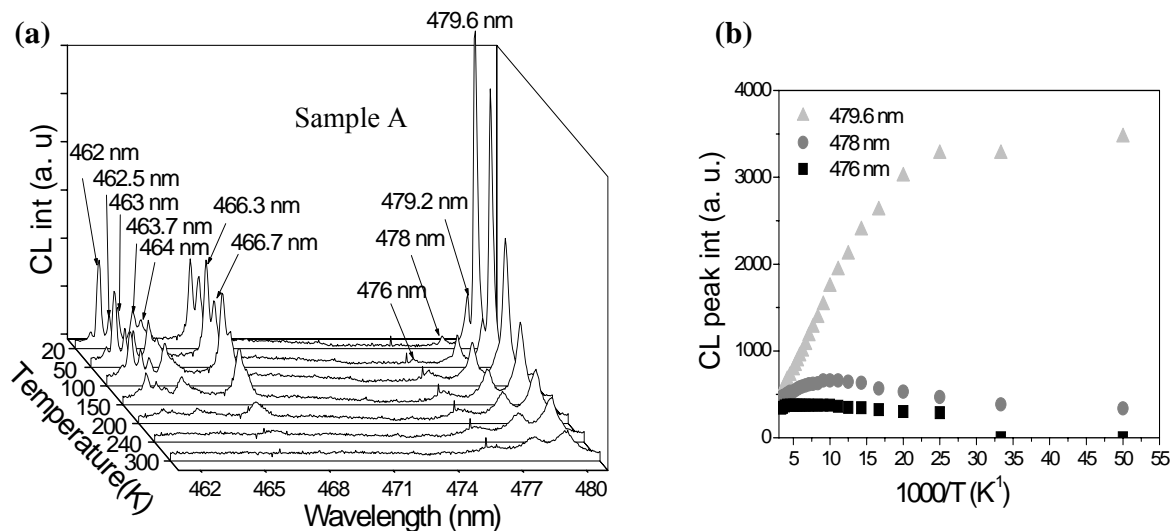 (a)
479.6 nm
Sample A
462 nm
462.5 nm
463 nm
463.7 nm
464 nm
466.3 nm
466.7 nm
479.2 nm
478 nm
476 nm
CL int (a. u)
20
50
100
150
200
240
300
Temperature(K)
462 465 468 471 474 477 480
Wavelength (nm)
(b)
4000
3000
2000
1000
0
CL peak int (a. u.)
479.6 nm
478 nm
476 nm
5 10 15 20 25 30 35 40 45 50 55
1000/T (K⁻¹)